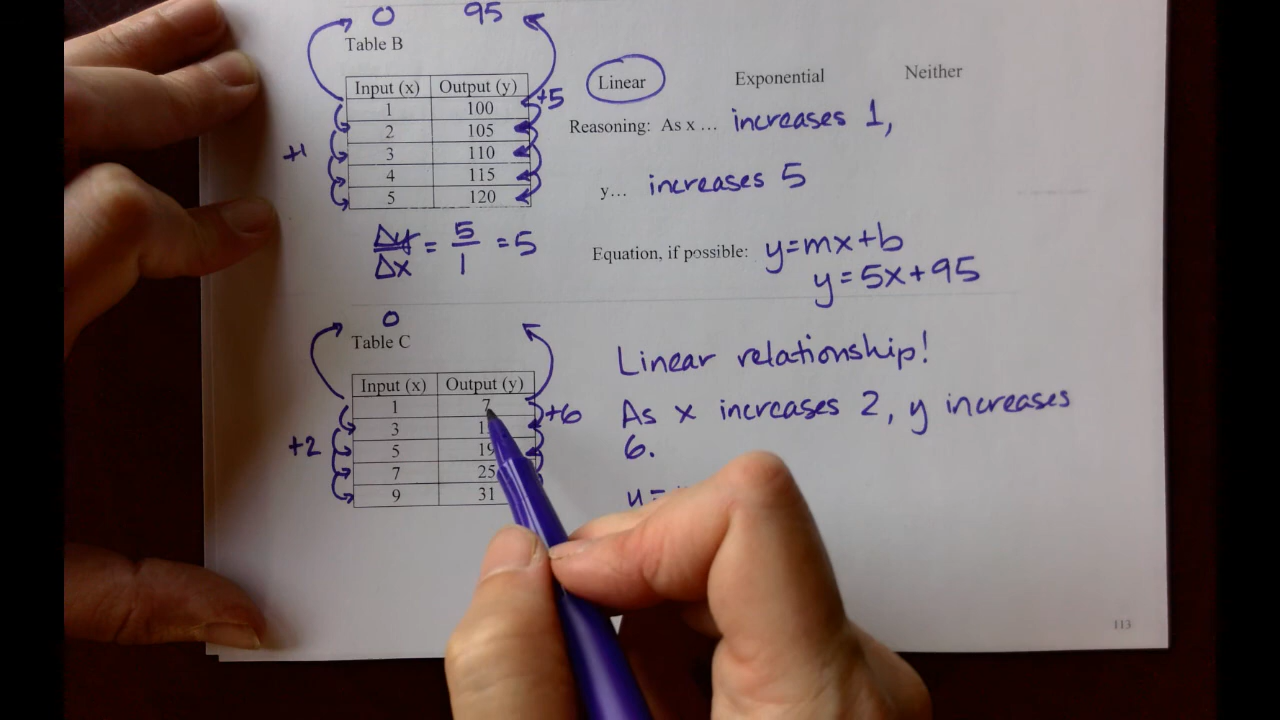 0 95
Table B
Input (x) Output (y)
1 100
2 105
3 110
4 115
5 120
+1
+5
Δy/Δx = 5/1 = 5
Linear Exponential Neither
Reasoning: As x ... increases 1,
y... increases 5
Equation, if possible: y=mx+b
y=5x+95
0
Table C
Input (x) Output (y)
1 7
3
5 19
7 25
9 31
+2
+6
Linear relationship!
As x increases 2, y increases
6.
113